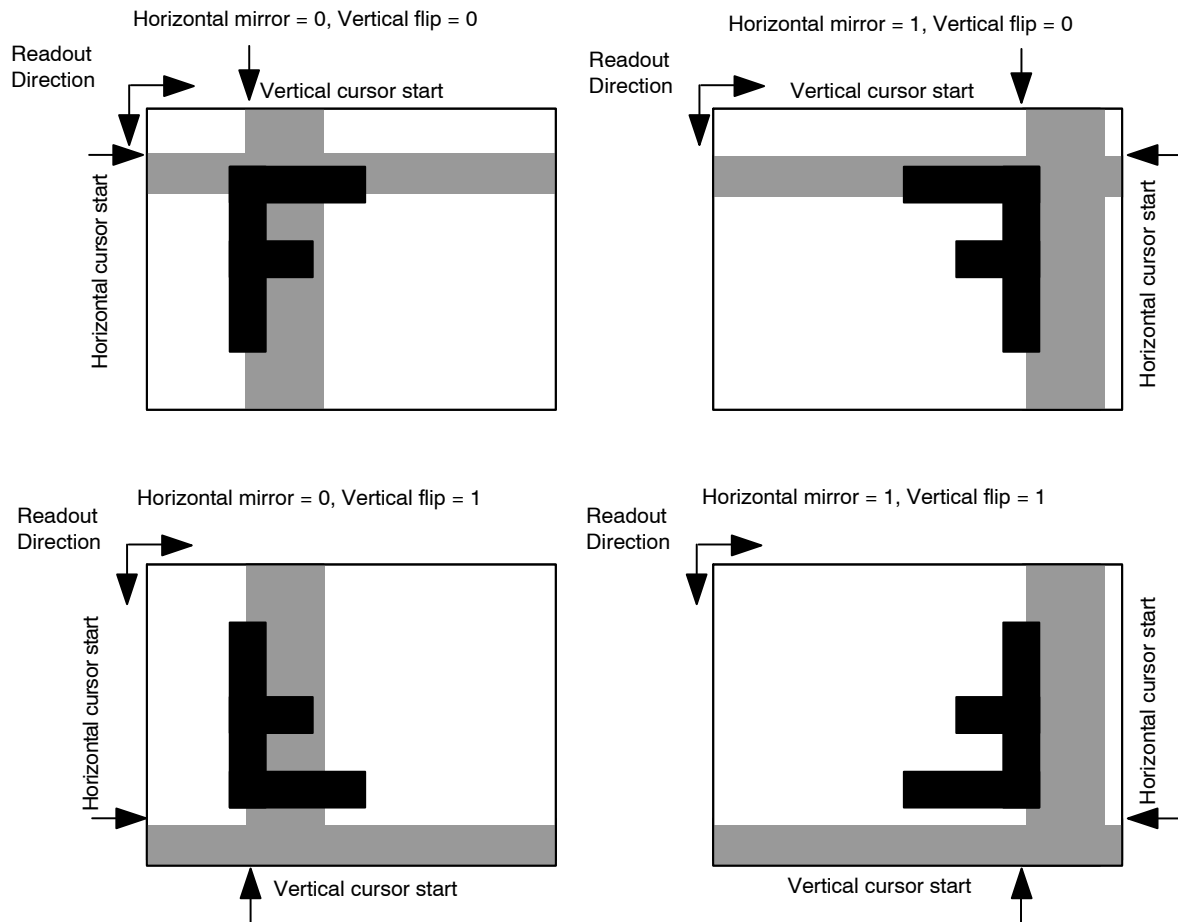 Horizontal mirror = 0, Vertical flip = 0
Readout
Direction
Vertical cursor start
Horizontal cursor start
Horizontal mirror = 1, Vertical flip = 0
Readout
Direction
Vertical cursor start
Horizontal cursor start
Horizontal mirror = 0, Vertical flip = 1
Readout
Direction
Horizontal cursor start
Vertical cursor start
Horizontal mirror = 1, Vertical flip = 1
Readout
Direction
Horizontal cursor start
Vertical cursor start